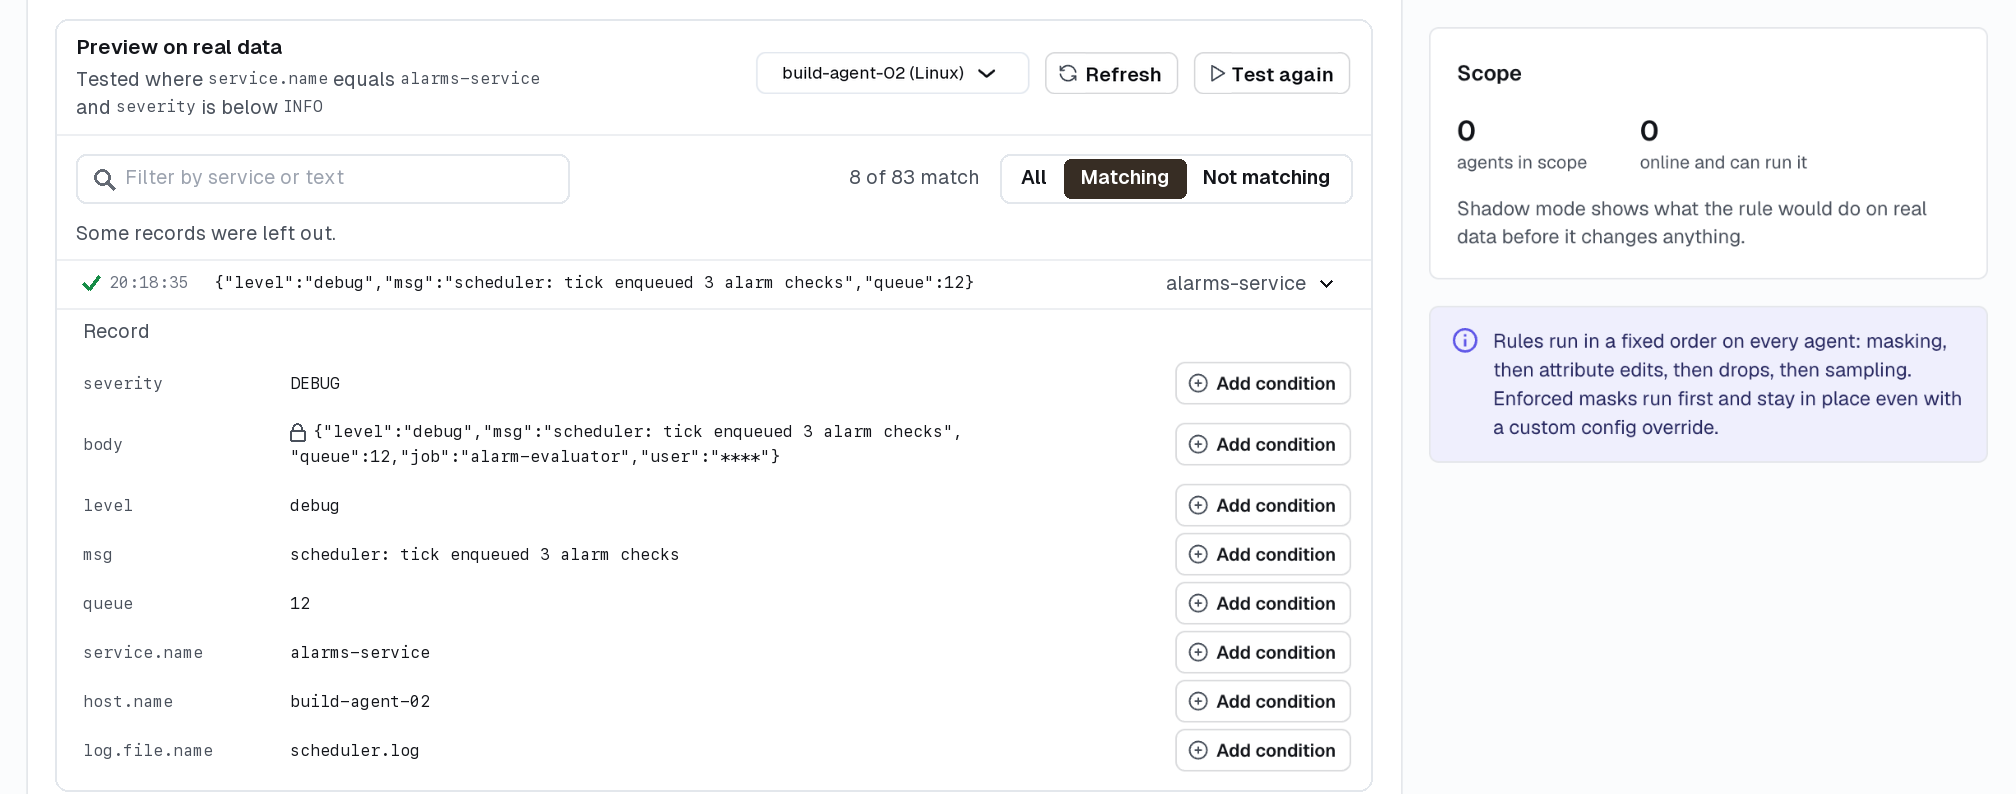 Preview on real data
Tested where service.name equals alarms-service
and severity is below INFO
build-agent-02 (Linux)
Refresh
Test again
Filter by service or text
8 of 83 match
All
Matching
Not matching
Some records were left out.
20:18:35 {"level":"debug","msg":"scheduler: tick enqueued 3 alarm checks","queue":12} alarms-service
Record
severity DEBUG Add condition
body {"level":"debug","msg":"scheduler: tick enqueued 3 alarm checks",
"queue":12,"job":"alarm-evaluator","user":"****"} Add condition
level debug Add condition
msg scheduler: tick enqueued 3 alarm checks Add condition
queue 12 Add condition
service.name alarms-service Add condition
host.name build-agent-02 Add condition
log.file.name scheduler.log Add condition
Scope
0 0
agents in scope online and can run it
Shadow mode shows what the rule would do on real
data before it changes anything.
Rules run in a fixed order on every agent: masking,
then attribute edits, then drops, then sampling.
Enforced masks run first and stay in place even with
a custom config override.